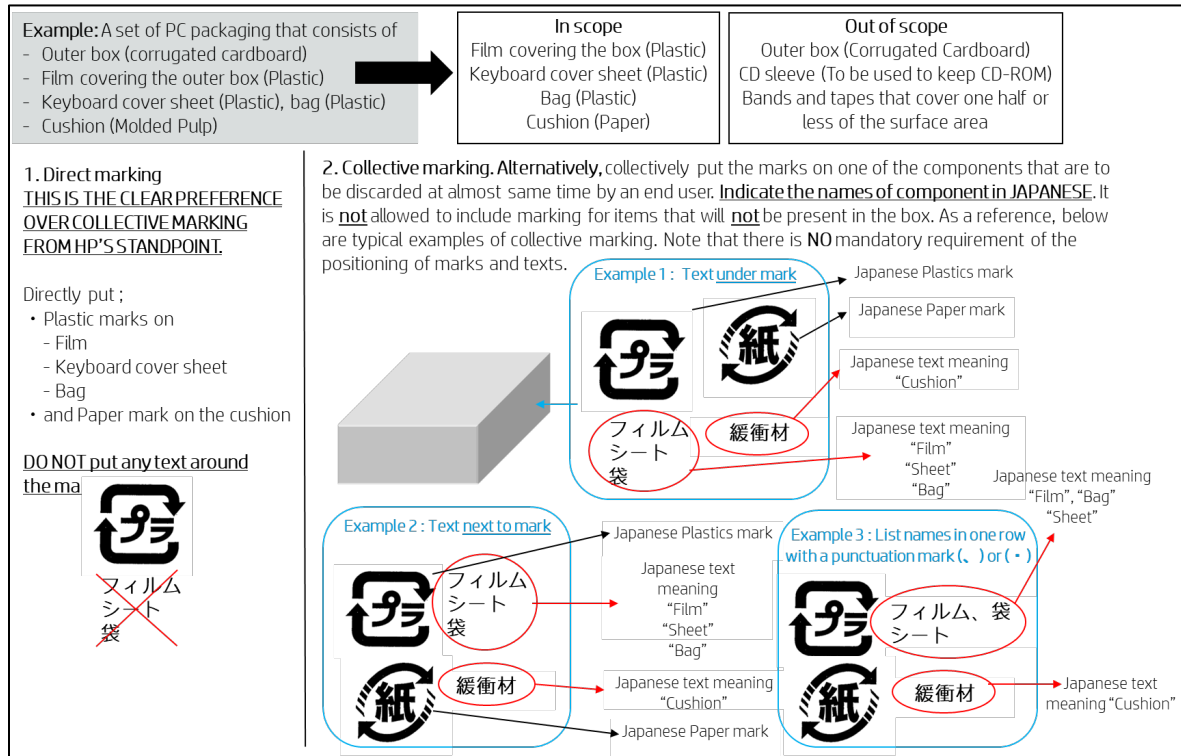 Example: A set of PC packaging that consists of
- Outer box (corrugated cardboard)
- Film covering the outer box (Plastic)
- Keyboard cover sheet (Plastic), bag (Plastic)
- Cushion (Molded Pulp)
In scope
Film covering the box (Plastic)
Keyboard cover sheet (Plastic)
Bag (Plastic)
Cushion (Paper)
Out of scope
Outer box (Corrugated Cardboard)
CD sleeve (To be used to keep CD-ROM)
Bands and tapes that cover one half or
less of the surface area
1. Direct marking
THIS IS THE CLEAR PREFERENCE
OVER COLLECTIVE MARKING
FROM HP'S STANDPOINT.
Directly put ;
・ Plastic marks on
- Film
- Keyboard cover sheet
- Bag
・ and Paper mark on the cushion
DO NOT put any text around
the ma
プラ
フィルム
シート
袋
2. Collective marking. Alternatively, collectively put the marks on one of the components that are to
be discarded at almost same time by an end user. Indicate the names of component in JAPANESE. It
is not allowed to include marking for items that will not be present in the box. As a reference, below
are typical examples of collective marking. Note that there is NO mandatory requirement of the
positioning of marks and texts.
Example 1 : Text under mark
プラ
紙
フィルム
シート
袋
緩衝材
Japanese Plastics mark
Japanese Paper mark
Japanese text meaning
“Cushion”
Japanese text meaning
“Film”
“Sheet”
“Bag”
Example 2 : Text next to mark
プラ
フィルム
シート
袋
紙
緩衝材
Japanese Plastics mark
Japanese text
meaning
“Film”
“Sheet”
“Bag”
Japanese text meaning
“Cushion”
Japanese Paper mark
Example 3 : List names in one row
with a punctuation mark (、) or (・)
プラ
フィルム、袋
シート
紙
緩衝材
Japanese text meaning
“Film”, “Bag”
“Sheet”
Japanese text
meaning “Cushion”